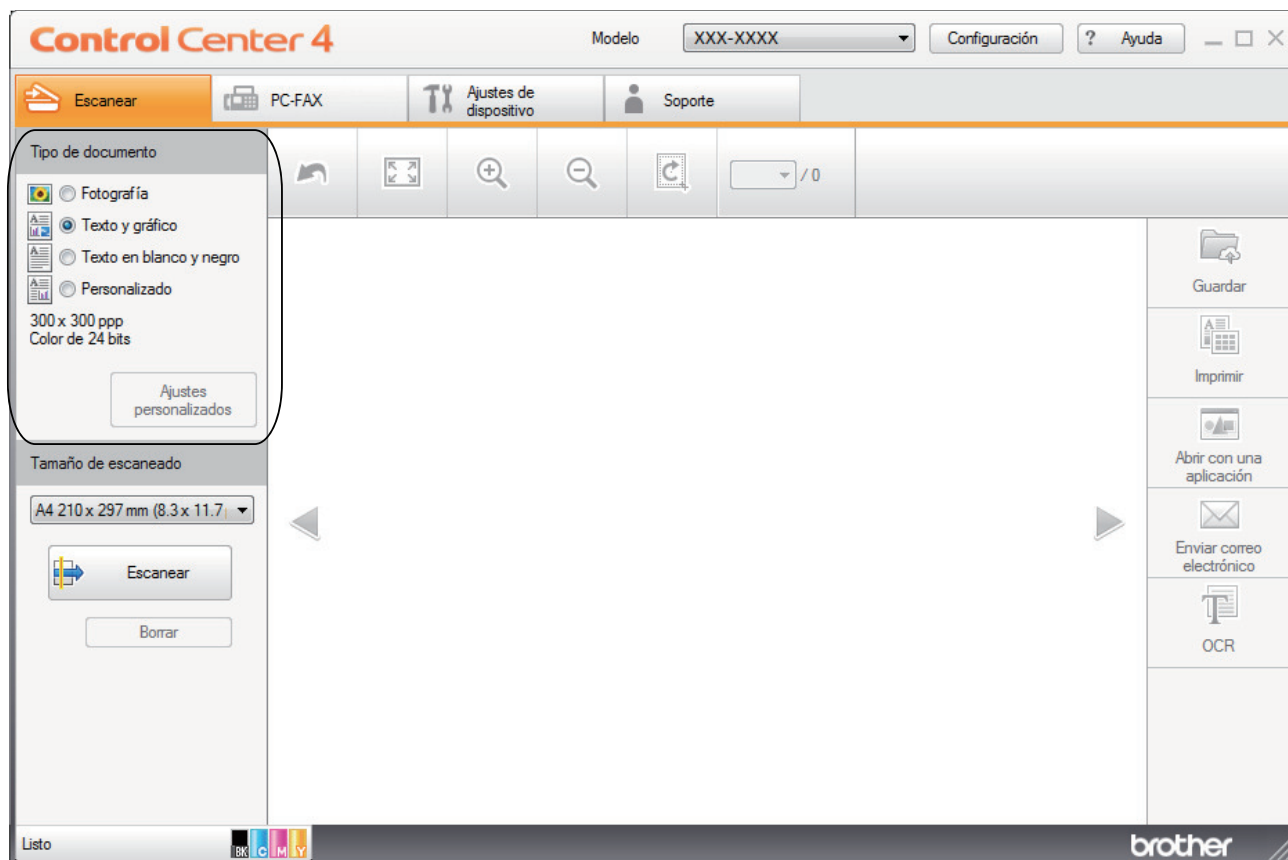 Control Center 4
Modelo
XXX-XXXX
Configuración
? Ayuda
Escanear
PC-FAX
Ajustes de
dispositivo
Soporte
Tipo de documento
Fotografía
Texto y gráfico
Texto en blanco y negro
Personalizado
300 x 300 ppp
Color de 24 bits
Ajustes
personalizados
/ 0
Tamaño de escaneado
A4 210 x 297 mm (8.3 x 11.7
Escanear
Borrar
Guardar
Imprimir
Abrir con una
aplicación
Enviar correo
electrónico
OCR
Listo
BK C M Y
brother